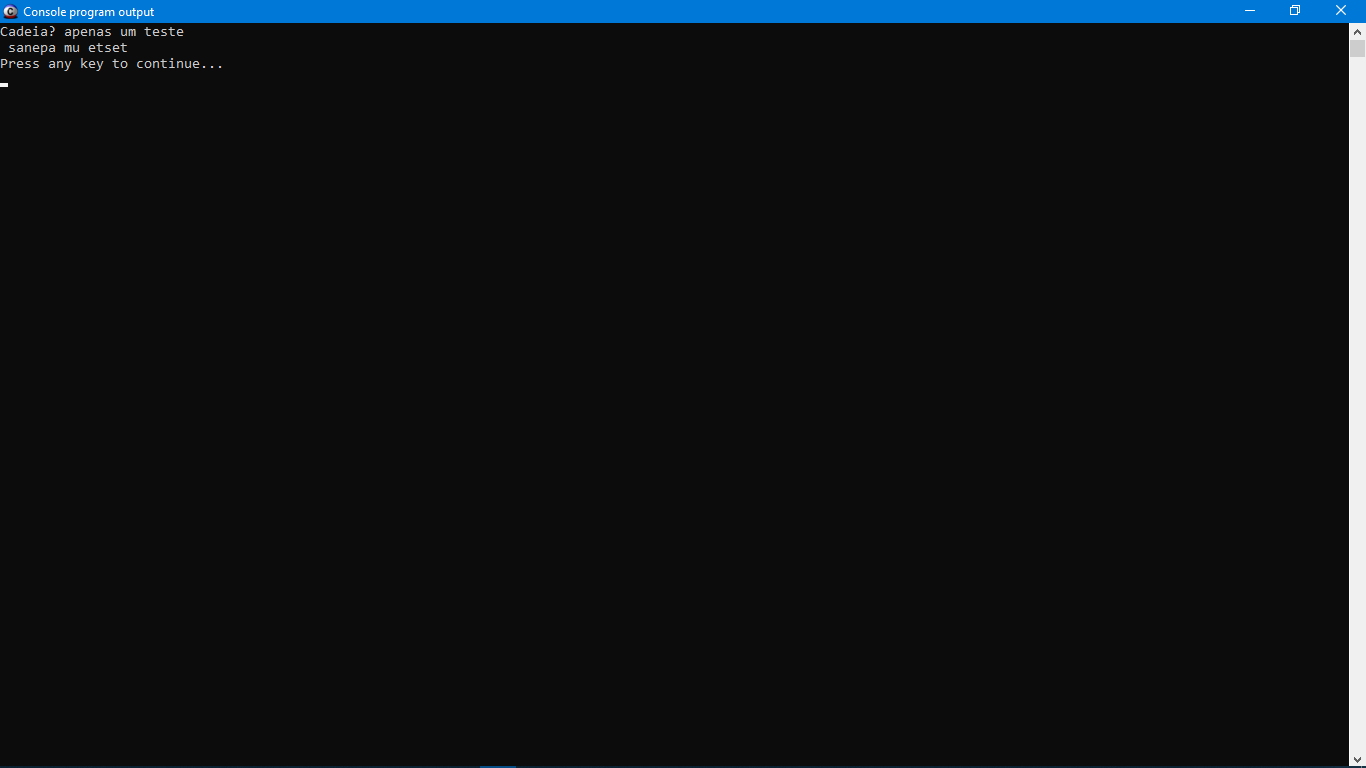 Console program output
Cadeia? apenas um teste
 sanepa mu etset
Press any key to continue...